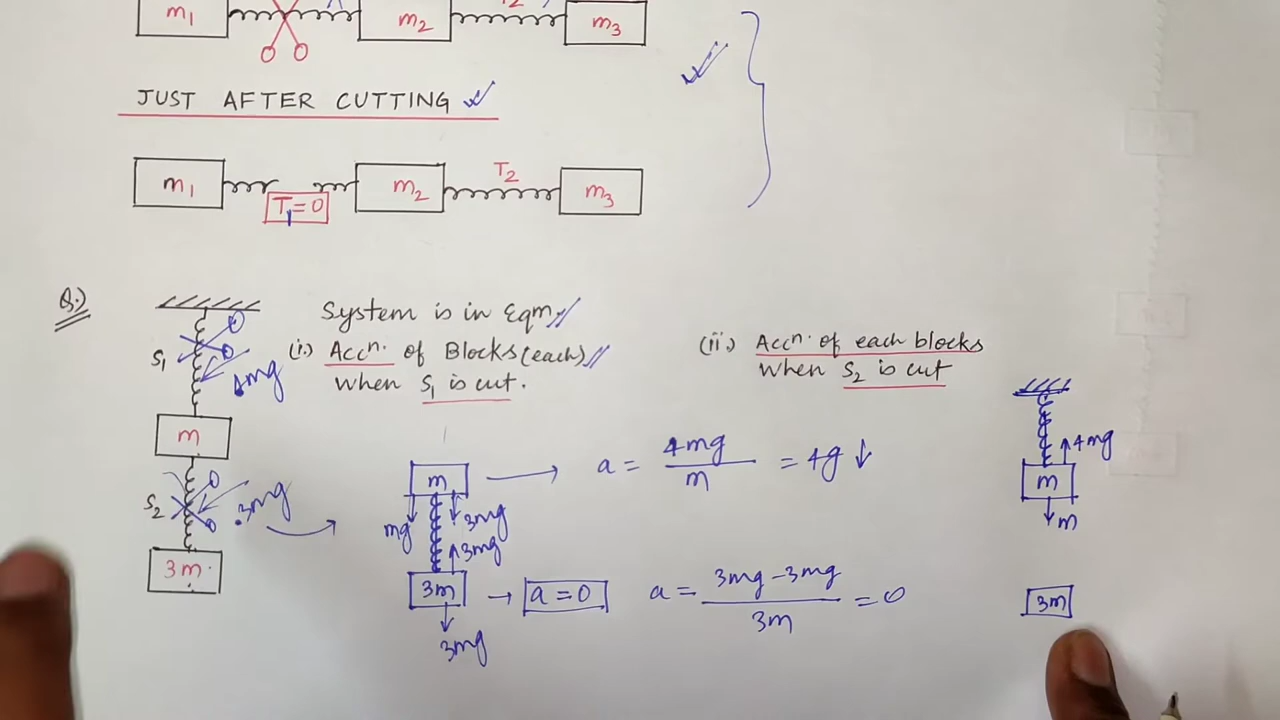 m₁ m₂ T₂ m₃
JUST AFTER CUTTING
m₁ T₁=0 m₂ T₂ m₃
Q.)
System is in Eqm
(i.) Accⁿ. of Blocks(each)
when S₁ is cut.
(ii.) Accⁿ. of each blocks
when S₂ is cut
S₁
4mg
m
S₂
3mg
3m
m
mg
3mg
3mg
3m
3mg
a = 4mg/m = 4g ↓
a=0
a = (3mg-3mg)/3m = 0
4mg
m
m
3m